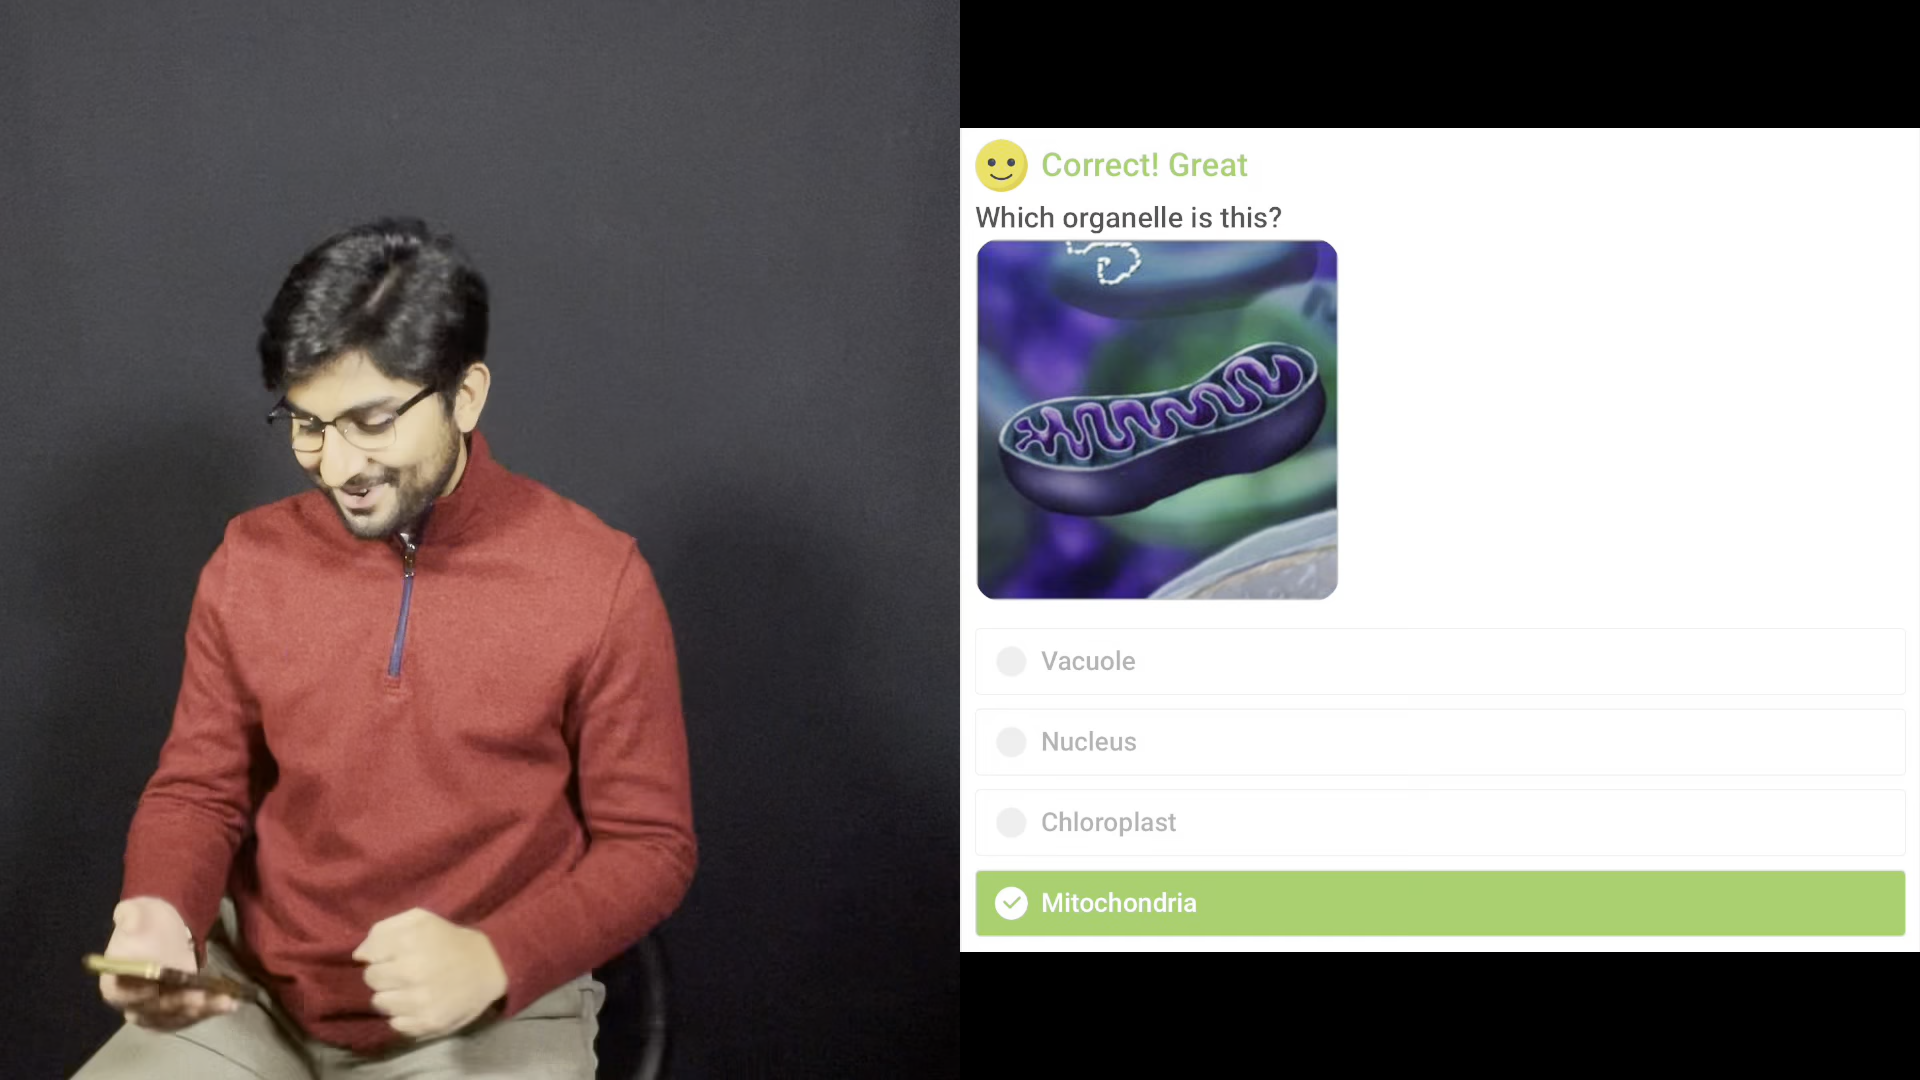 Correct! Great
Which organelle is this?
Vacuole
Nucleus
Chloroplast
Mitochondria